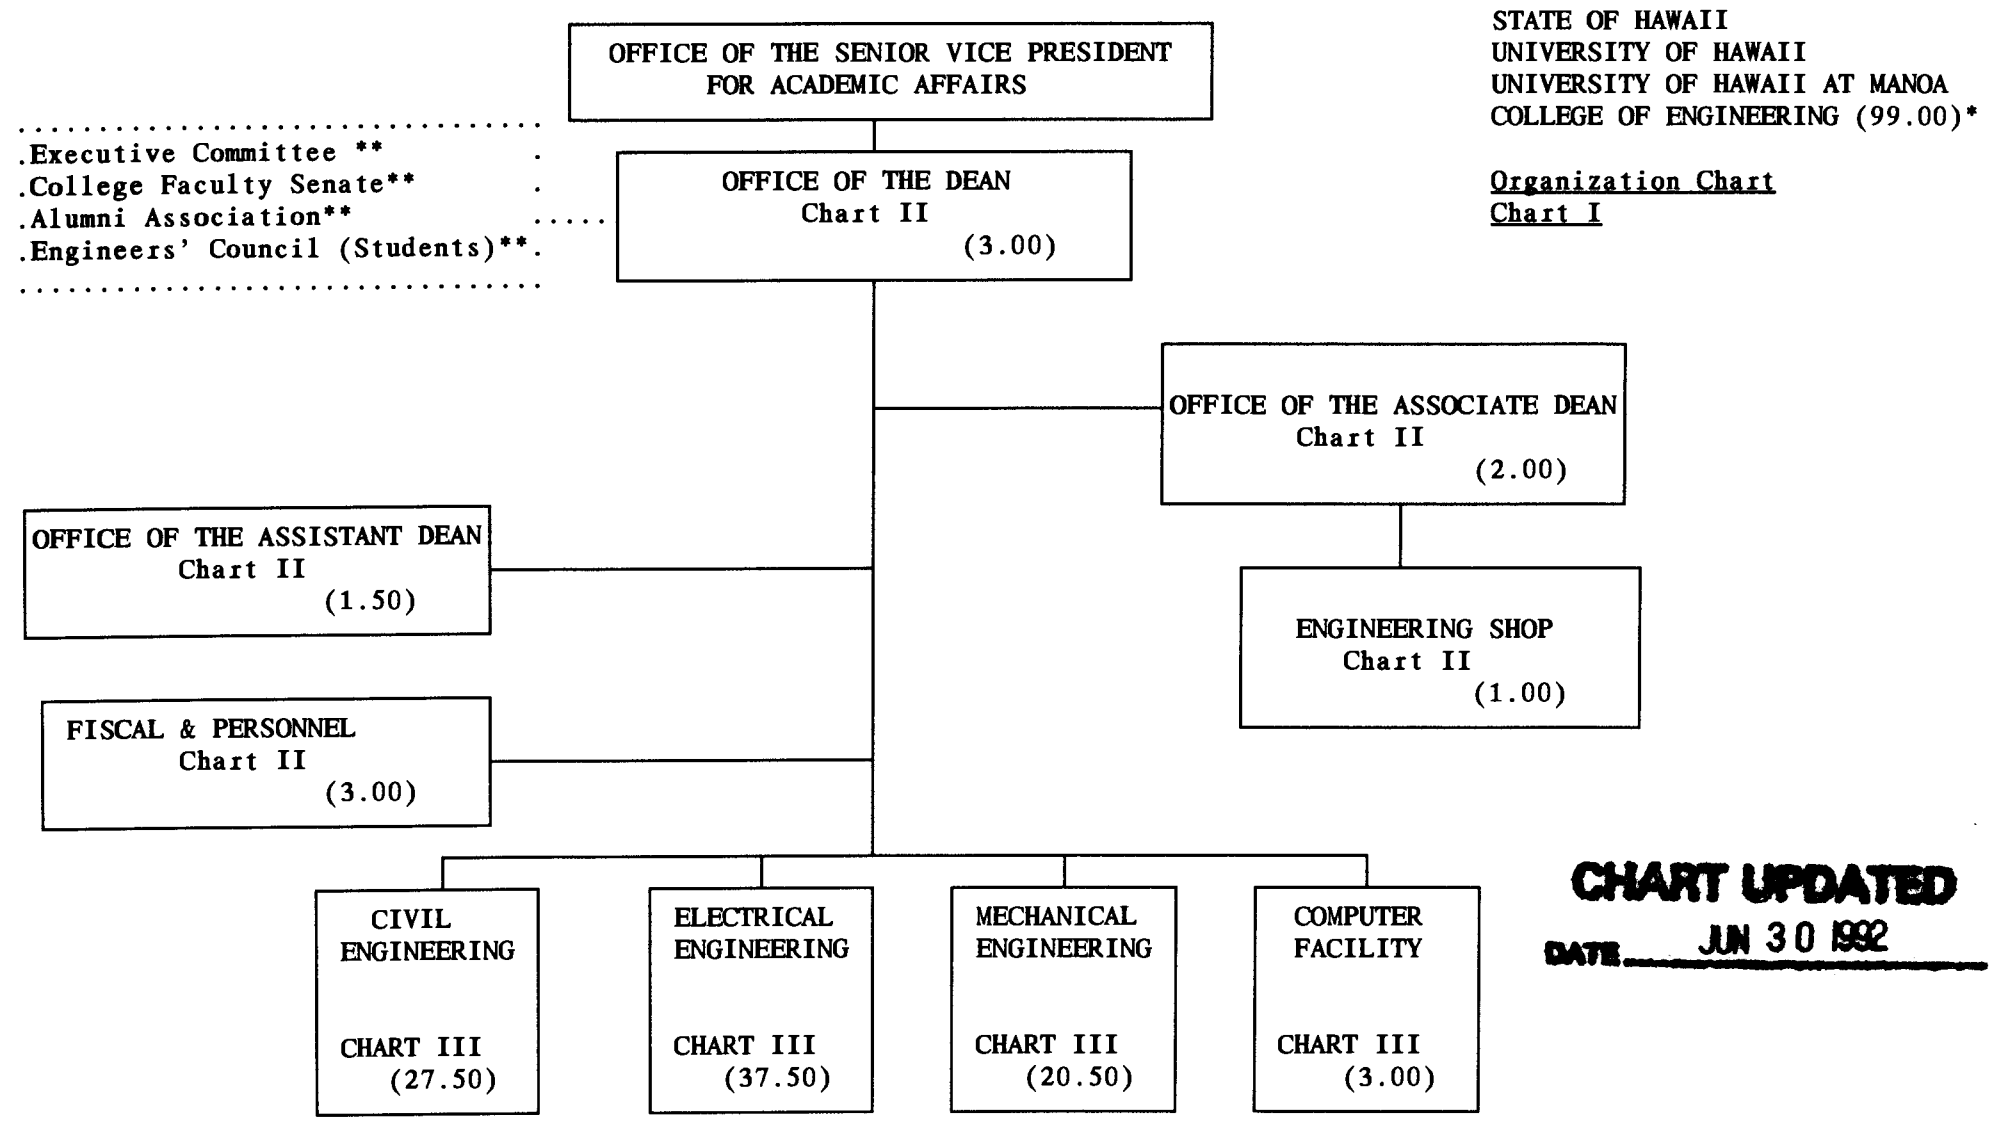 STATE OF HAWAII
UNIVERSITY OF HAWAII
UNIVERSITY OF HAWAII AT MANOA
COLLEGE OF ENGINEERING (99.00)*
Organization Chart
Chart I
OFFICE OF THE SENIOR VICE PRESIDENT
FOR ACADEMIC AFFAIRS
.Executive Committee ** .
.College Faculty Senate** .
.Alumni Association** .....
.Engineers' Council (Students)**.
OFFICE OF THE DEAN
Chart II
(3.00)
OFFICE OF THE ASSOCIATE DEAN
Chart II
(2.00)
OFFICE OF THE ASSISTANT DEAN
Chart II
(1.50)
ENGINEERING SHOP
Chart II
(1.00)
FISCAL & PERSONNEL
Chart II
(3.00)
CIVIL
ENGINEERING
CHART III
(27.50)
ELECTRICAL
ENGINEERING
CHART III
(37.50)
MECHANICAL
ENGINEERING
CHART III
(20.50)
COMPUTER
FACILITY
CHART III
(3.00)
CHART UPDATED
DATE JUN 30 1992